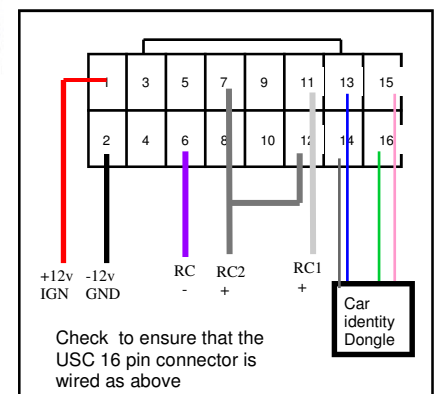 1 3 5 7 9 11 13 15
2 4 6 8 10 12 14 16
+12v -12v RC RC2 RC1
IGN GND - + +
Car
identity
Dongle
Check to ensure that the
USC 16 pin connector is
wired as above